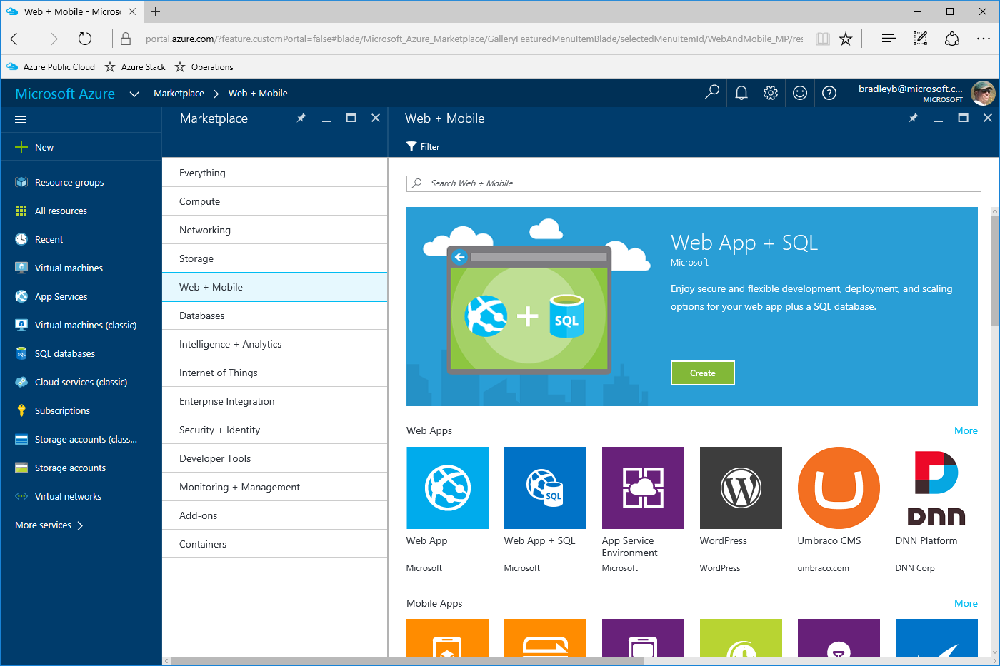 Web + Mobile - Micros
portal.azure.com/?feature.customPortal=false#blade/Microsoft_Azure_Marketplace/GalleryFeaturedMenuItemBlade/selectedMenuItemId/WebAndMobile_MP/res
Azure Public Cloud
Azure Stack
Operations
Microsoft Azure
Marketplace
Web + Mobile
bradleyb@microsoft.c...
MICROSOFT
New
Resource groups
All resources
Recent
Virtual machines
App Services
Virtual machines (classic)
SQL databases
Cloud services (classic)
Subscriptions
Storage accounts (class...
Storage accounts
Virtual networks
More services
Marketplace
Everything
Compute
Networking
Storage
Web + Mobile
Databases
Intelligence + Analytics
Internet of Things
Enterprise Integration
Security + Identity
Developer Tools
Monitoring + Management
Add-ons
Containers
Web + Mobile
Filter
Search Web + Mobile
SQL
Web App + SQL
Microsoft
Enjoy secure and flexible development, deployment, and scaling
options for your web app plus a SQL database.
Create
Web Apps
More
SQL
DNN
Web App
Microsoft
Web App + SQL
Microsoft
App Service
Environment
Microsoft
WordPress
WordPress
Umbraco CMS
umbraco.com
DNN Platform
DNN Corp
Mobile Apps
More